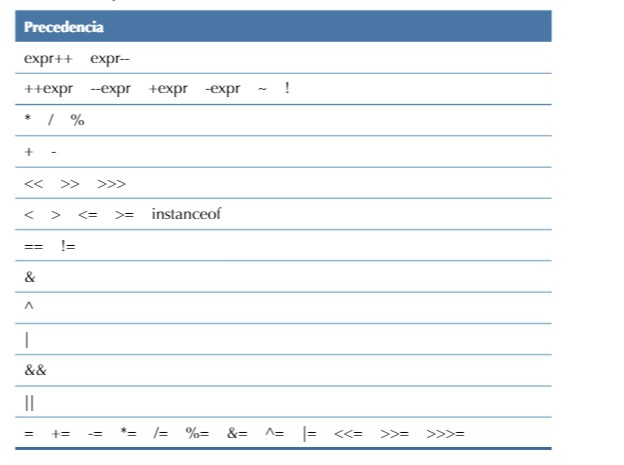 Precedencia
expr++ expr--
++expr --expr +expr -expr ~ !
* / %
+ -
<< >> >>>
< > <= >= instanceof
== !=
&
^
|
&&
||
= += -= *= /= %= &= ^= |= <<= >>= >>>=